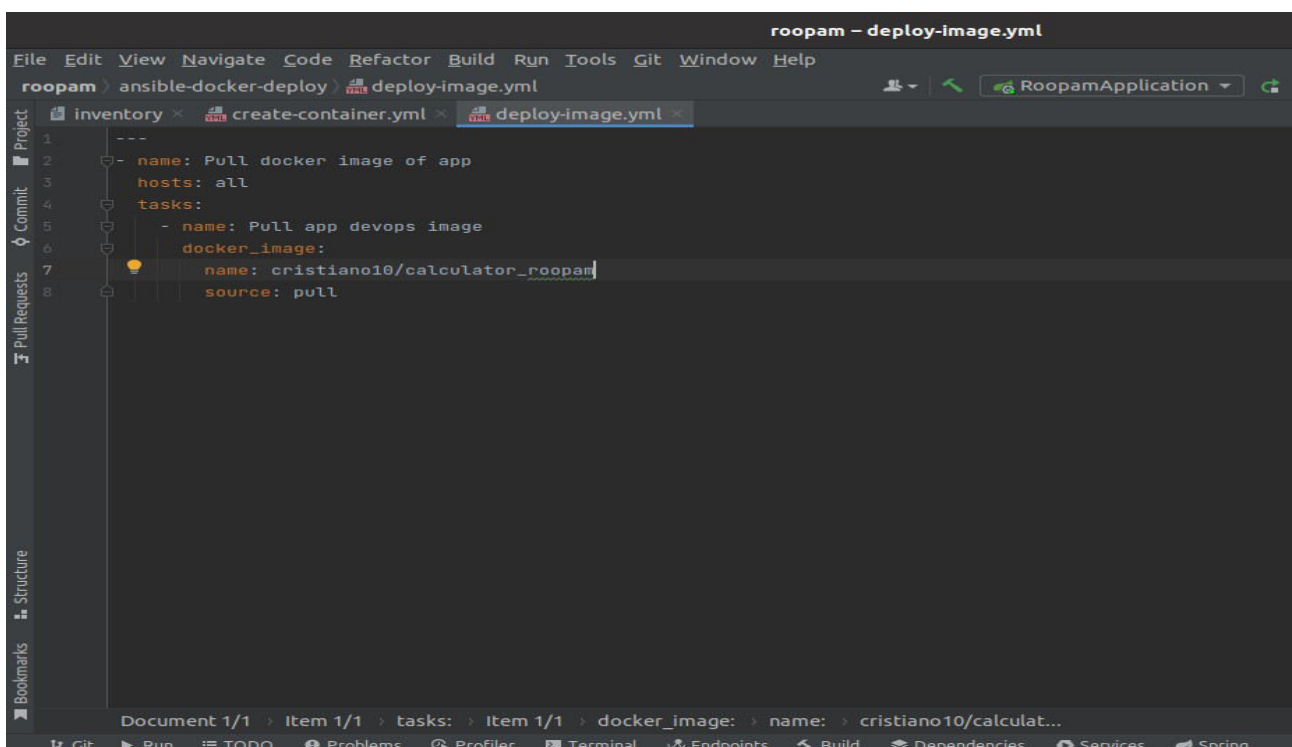 roopam – deploy-image.yml
File Edit View Navigate Code Refactor Build Run Tools Git Window Help
roopam ansible-docker-deploy deploy-image.yml RoopamApplication
inventory create-container.yml deploy-image.yml
Project
Commit
Pull Requests
Structure
Bookmarks
1 ---
2 - name: Pull docker image of app
3 hosts: all
4 tasks:
5 - name: Pull app devops image
6 docker_image:
7 name: cristiano10/calculator_roopam
8 source: pull
Document 1/1 › Item 1/1 › tasks: › Item 1/1 › docker_image: › name: › cristiano10/calculat...
Git Run TODO Problems Profiler Terminal Endpoints Build Dependencies Services Spring